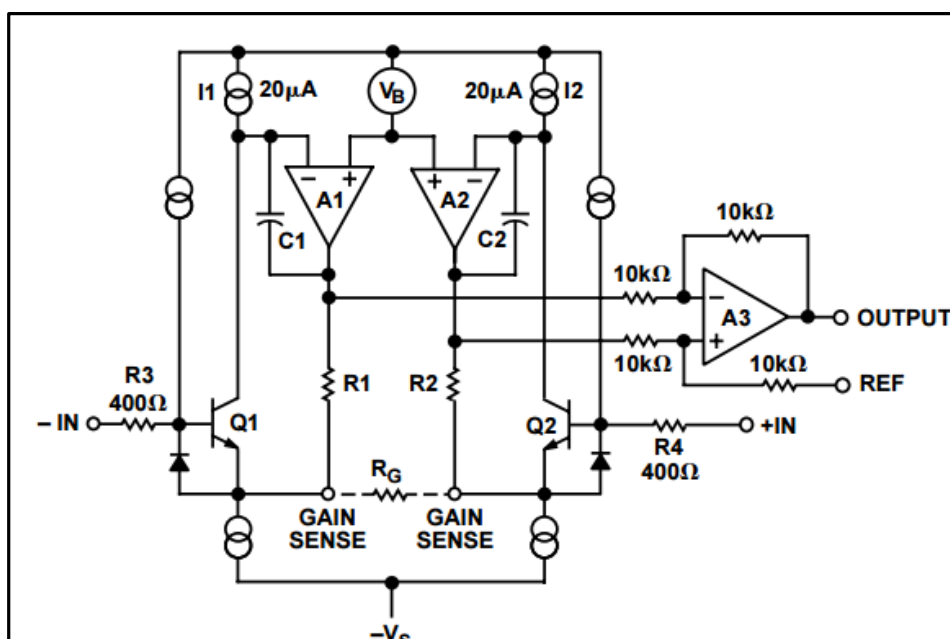 I1 20μA VB 20μA I2
− + + −
A1 A2
C1 C2
10kΩ
10kΩ −
A3 OUTPUT
10kΩ + 10kΩ
REF
R3
400Ω
R1 R2
– IN Q1 Q2 +IN
R4
400Ω
RG
GAIN SENSE GAIN SENSE
–VS